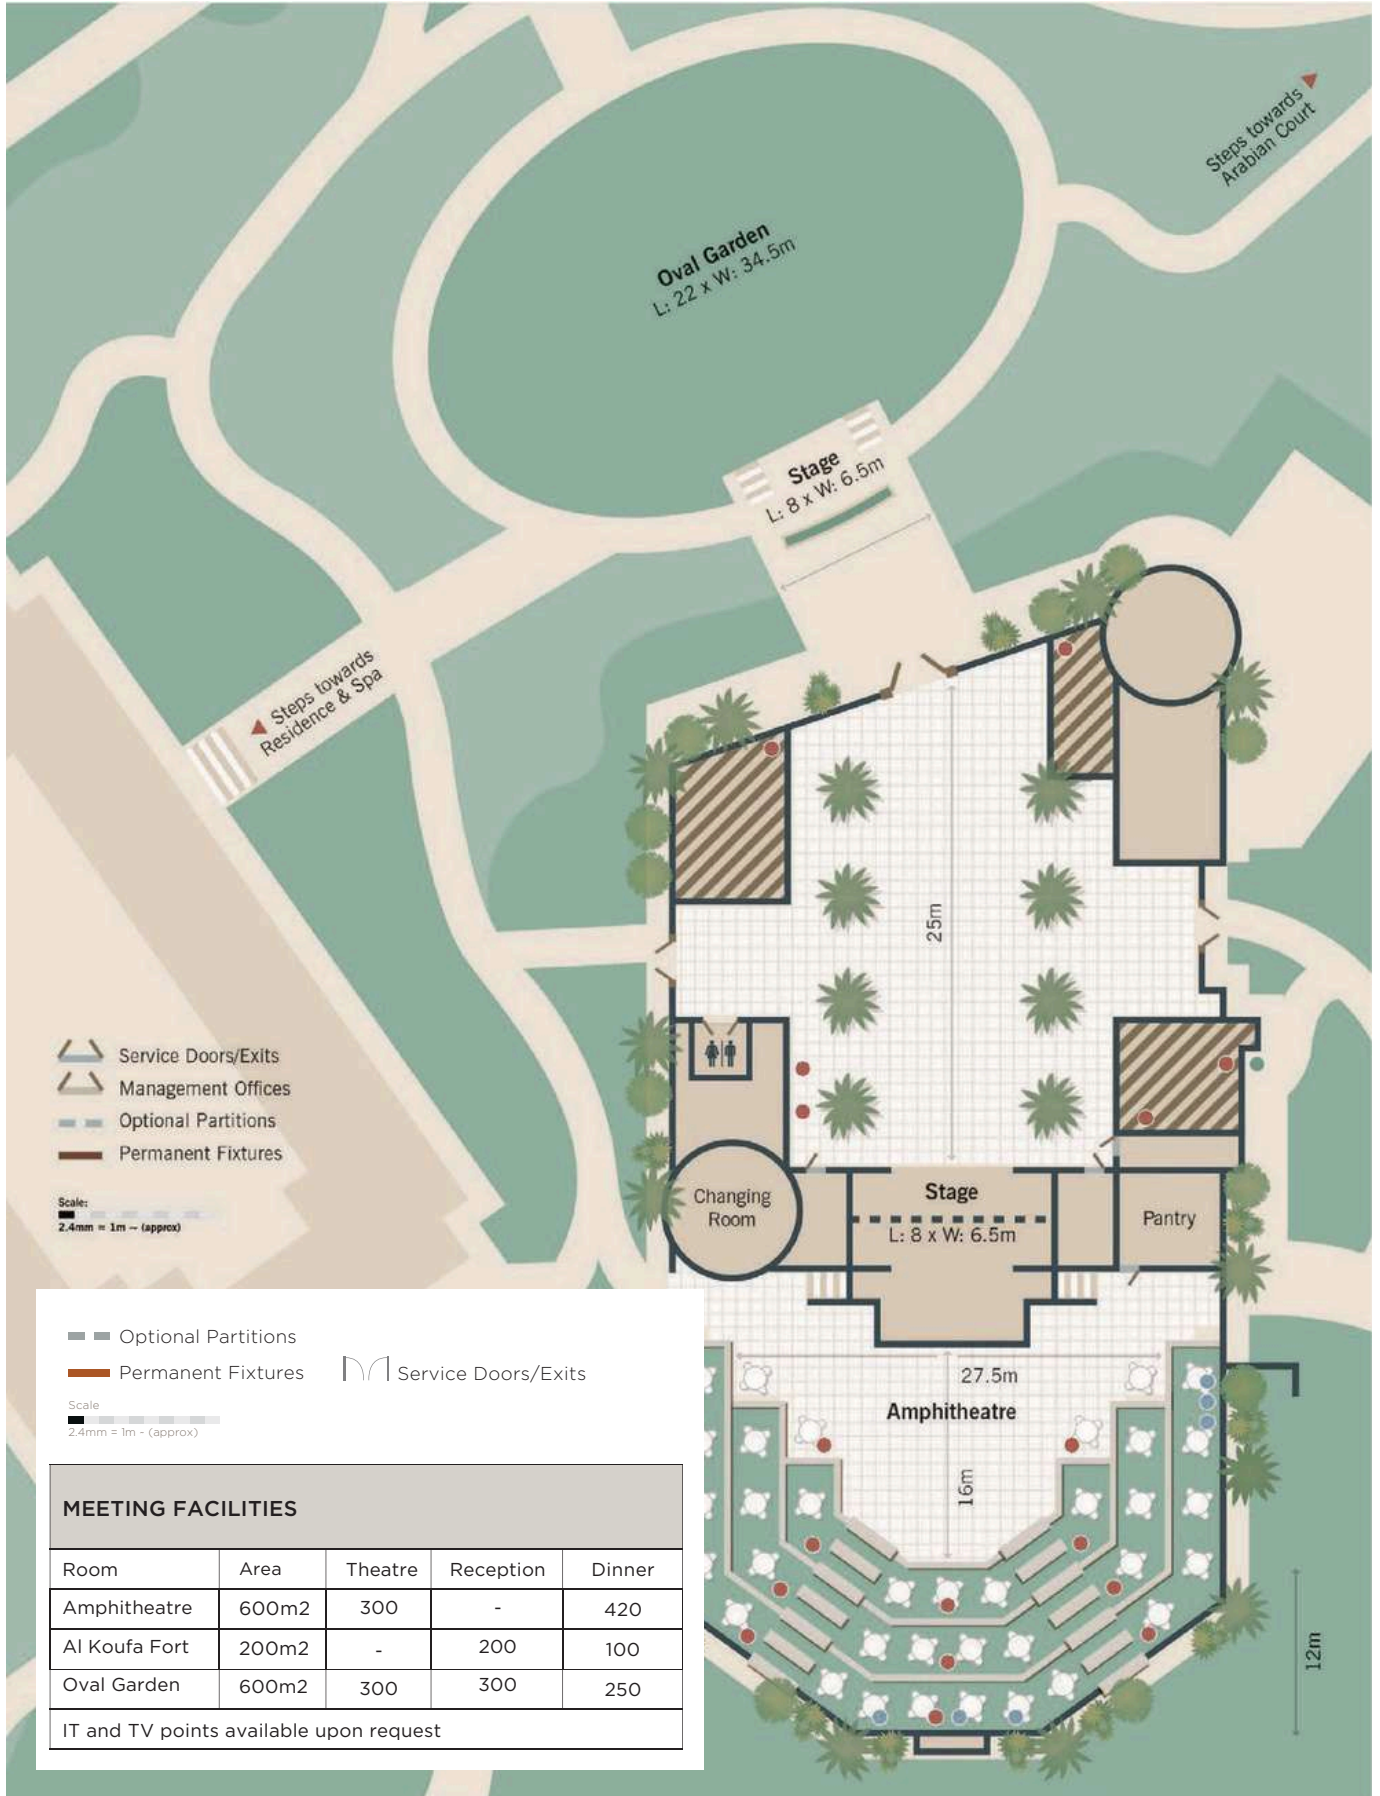 Steps towards
Arabian Court
Oval Garden
L: 22 x W: 34.5m
Stage
L: 8 x W: 6.5m
Steps towards
Residence & Spa
25m
Service Doors/Exits
Management Offices
Optional Partitions
Permanent Fixtures
Scale:
2.4mm = 1m – (approx)
Changing
Room
Stage
L: 8 x W: 6.5m
Pantry
27.5m
Amphitheatre
16m
12m
Optional Partitions
Permanent Fixtures
Service Doors/Exits
Scale
2.4mm = 1m - (approx)
MEETING FACILITIES
Room Area Theatre Reception Dinner
Amphitheatre 600m2 300 - 420
Al Koufa Fort 200m2 - 200 100
Oval Garden 600m2 300 300 250
IT and TV points available upon request